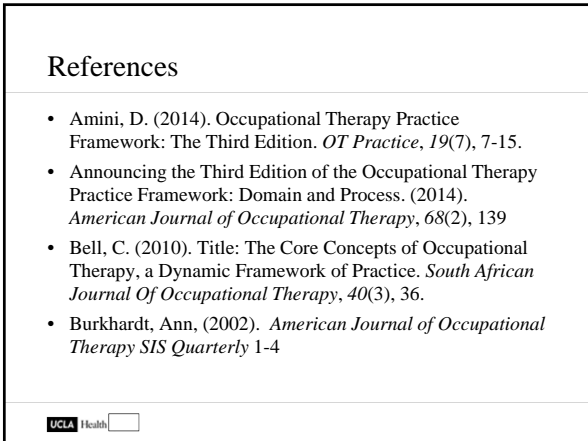 References
• Amini, D. (2014). Occupational Therapy Practice
Framework: The Third Edition. OT Practice, 19(7), 7-15.
• Announcing the Third Edition of the Occupational Therapy
Practice Framework: Domain and Process. (2014).
American Journal of Occupational Therapy, 68(2), 139
• Bell, C. (2010). Title: The Core Concepts of Occupational
Therapy, a Dynamic Framework of Practice. South African
Journal Of Occupational Therapy, 40(3), 36.
• Burkhardt, Ann, (2002).  American Journal of Occupational
Therapy SIS Quarterly 1-4
UCLA Health